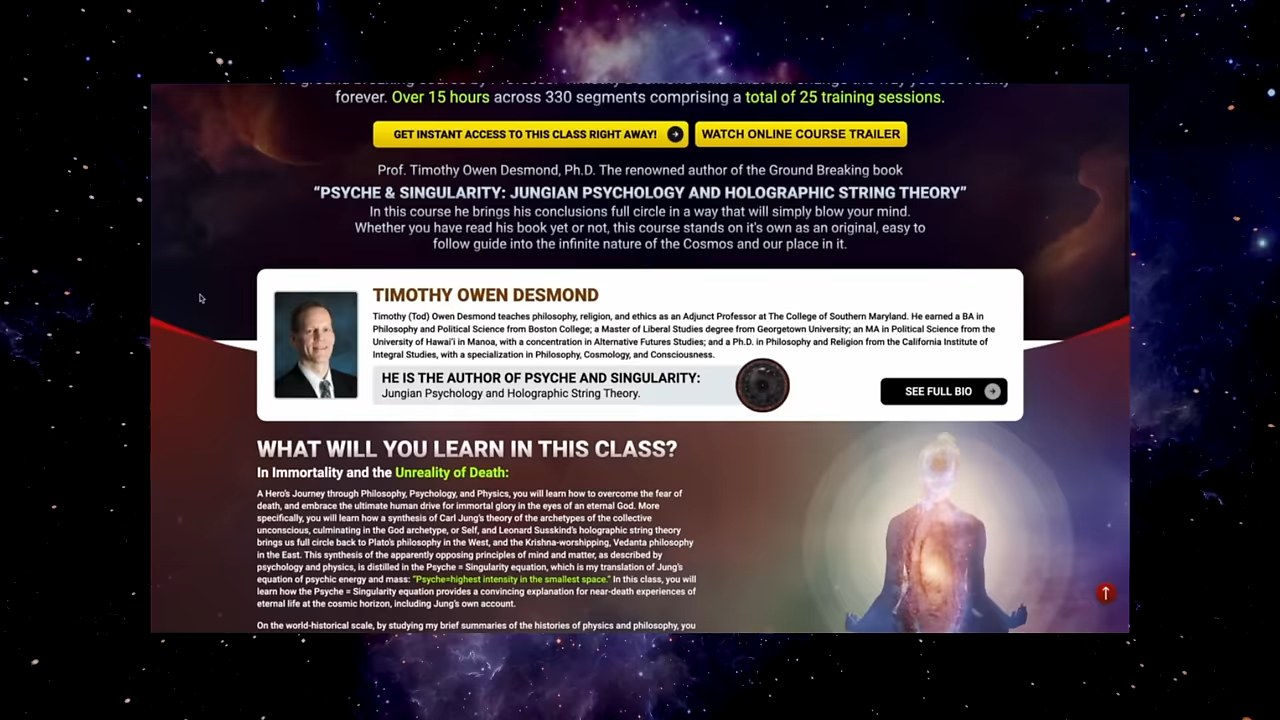 forever. Over 15 hours across 330 segments comprising a total of 25 training sessions.
GET INSTANT ACCESS TO THIS CLASS RIGHT AWAY!
WATCH ONLINE COURSE TRAILER
Prof. Timothy Owen Desmond, Ph.D. The renowned author of the Ground Breaking book
“PSYCHE & SINGULARITY: JUNGIAN PSYCHOLOGY AND HOLOGRAPHIC STRING THEORY”
In this course he brings his conclusions full circle in a way that will simply blow your mind.
Whether you have read his book yet or not, this course stands on it's own as an original, easy to
follow guide into the infinite nature of the Cosmos and our place in it.
TIMOTHY OWEN DESMOND
Timothy (Tod) Owen Desmond teaches philosophy, religion, and ethics as an Adjunct Professor at The College of Southern Maryland. He earned a BA in
Philosophy and Political Science from Boston College; a Master of Liberal Studies degree from Georgetown University; an MA in Political Science from the
University of Hawai'i in Manoa, with a concentration in Alternative Futures Studies; and a Ph.D. in Philosophy and Religion from the California Institute of
Integral Studies, with a specialization in Philosophy, Cosmology, and Consciousness.
HE IS THE AUTHOR OF PSYCHE AND SINGULARITY:
Jungian Psychology and Holographic String Theory.
SEE FULL BIO
WHAT WILL YOU LEARN IN THIS CLASS?
In Immortality and the Unreality of Death:
A Hero's Journey through Philosophy, Psychology, and Physics, you will learn how to overcome the fear of
death, and embrace the ultimate human drive for immortal glory in the eyes of an eternal God. More
specifically, you will learn how a synthesis of Carl Jung's theory of the archetypes of the collective
unconscious, culminating in the God archetype, or Self, and Leonard Susskind's holographic string theory
brings us full circle back to Plato's philosophy in the West, and the Krishna-worshipping, Vedanta philosophy
in the East. This synthesis of the apparently opposing principles of mind and matter, as described by
psychology and physics, is distilled in the Psyche = Singularity equation, which is my translation of Jung's
equation of psychic energy and mass: “Psyche=highest intensity in the smallest space.” In this class, you will
learn how the Psyche = Singularity equation provides a convincing explanation for near-death experiences of
eternal life at the cosmic horizon, including Jung's own account.
On the world-historical scale, by studying my brief summaries of the histories of physics and philosophy, you